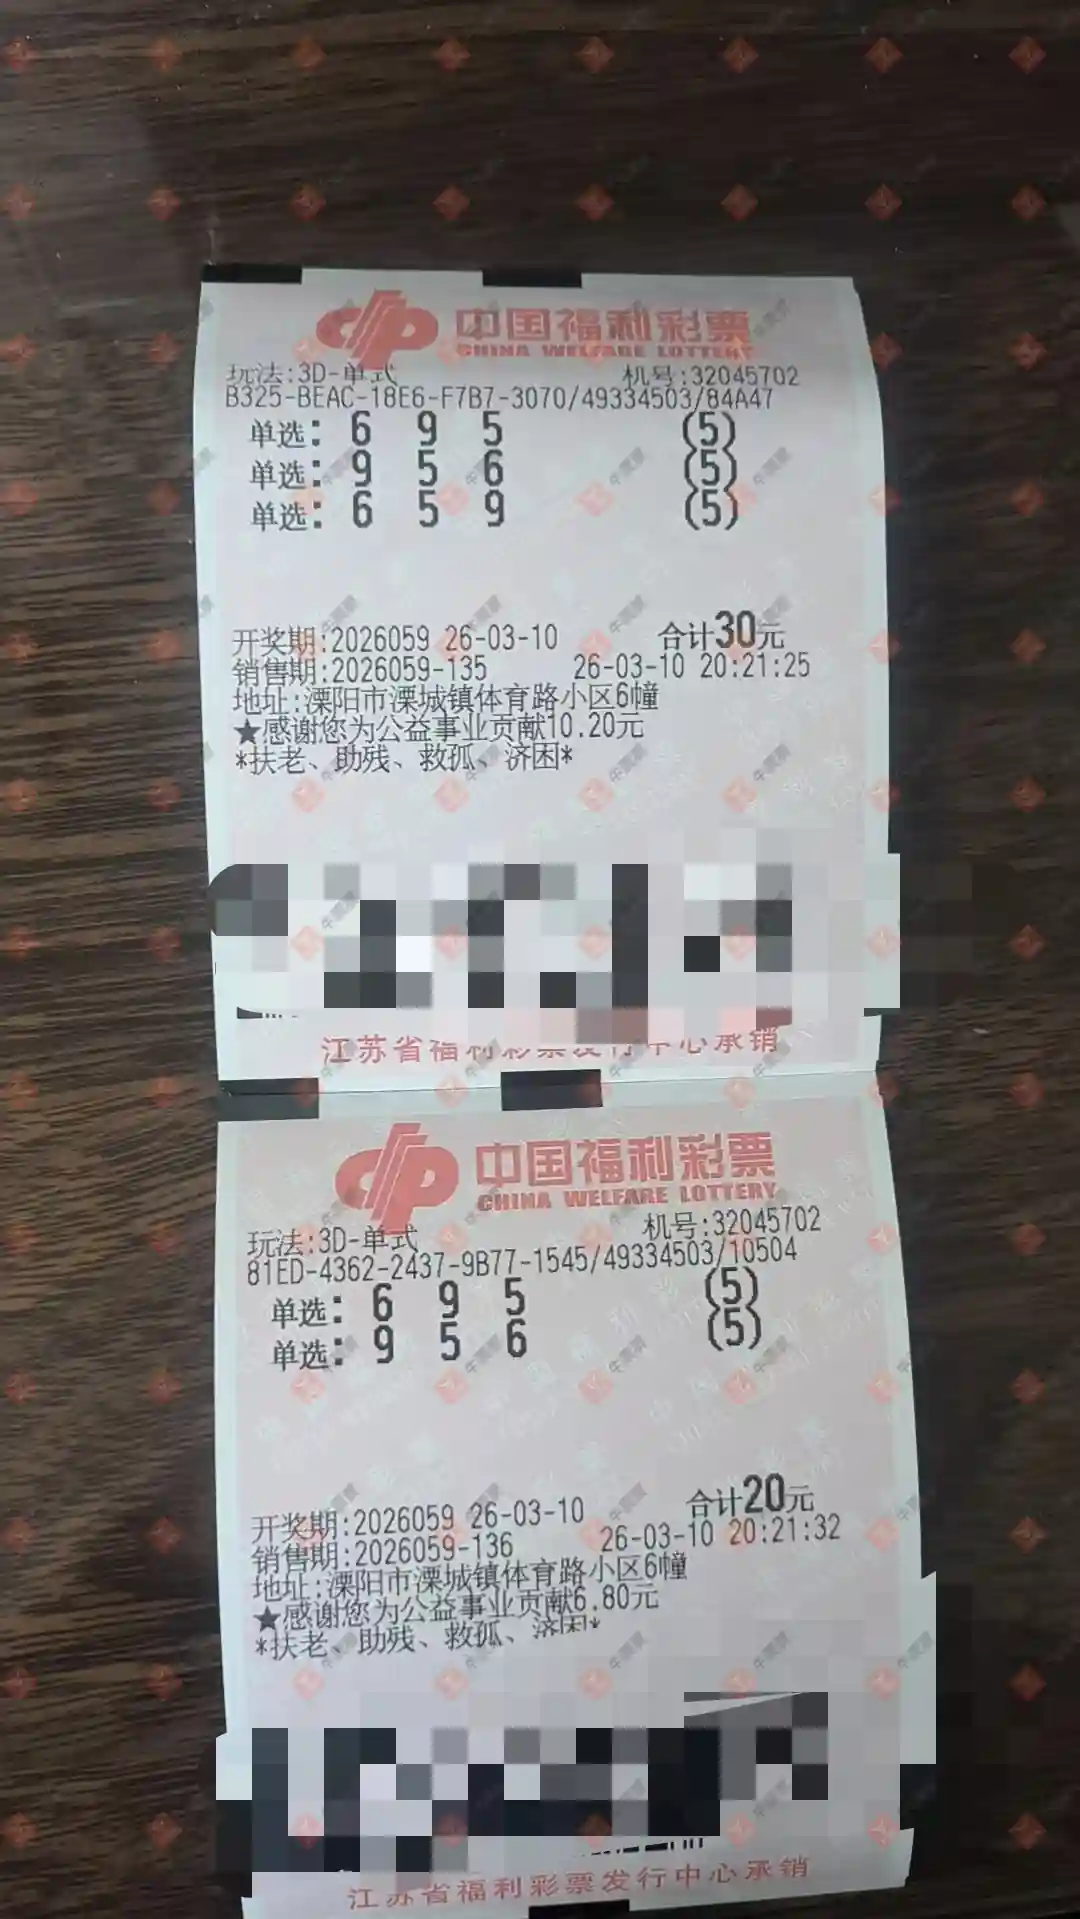 中国福利彩票
CHINA WELFARE LOTTERY
玩法:3D-单式 机号:32045702
B325-BEAC-18E6-F7B7-3070/49334503/84A47
单选: 6 9 5 (5)
单选: 9 5 6 (5)
单选: 6 5 9 (5)
开奖期:2026059 26-03-10 合计30元
销售期:2026059-135 26-03-10 20:21:25
地址:溧阳市溧城镇体育路小区6幢
★感谢您为公益事业贡献10.20元
*扶老、助残、救孤、济困*
江苏省福利彩票发行中心承销
中国福利彩票
CHINA WELFARE LOTTERY
玩法:3D-单式 机号:32045702
81ED-4362-2437-9B77-1545/49334503/10504
单选: 6 9 5 (5)
单选: 9 5 6 (5)
开奖期:2026059 26-03-10 合计20元
销售期:2026059-136 26-03-10 20:21:32
地址:溧阳市溧城镇体育路小区6幢
★感谢您为公益事业贡献6.80元
*扶老、助残、救孤、济困*
江苏省福利彩票发行中心承销